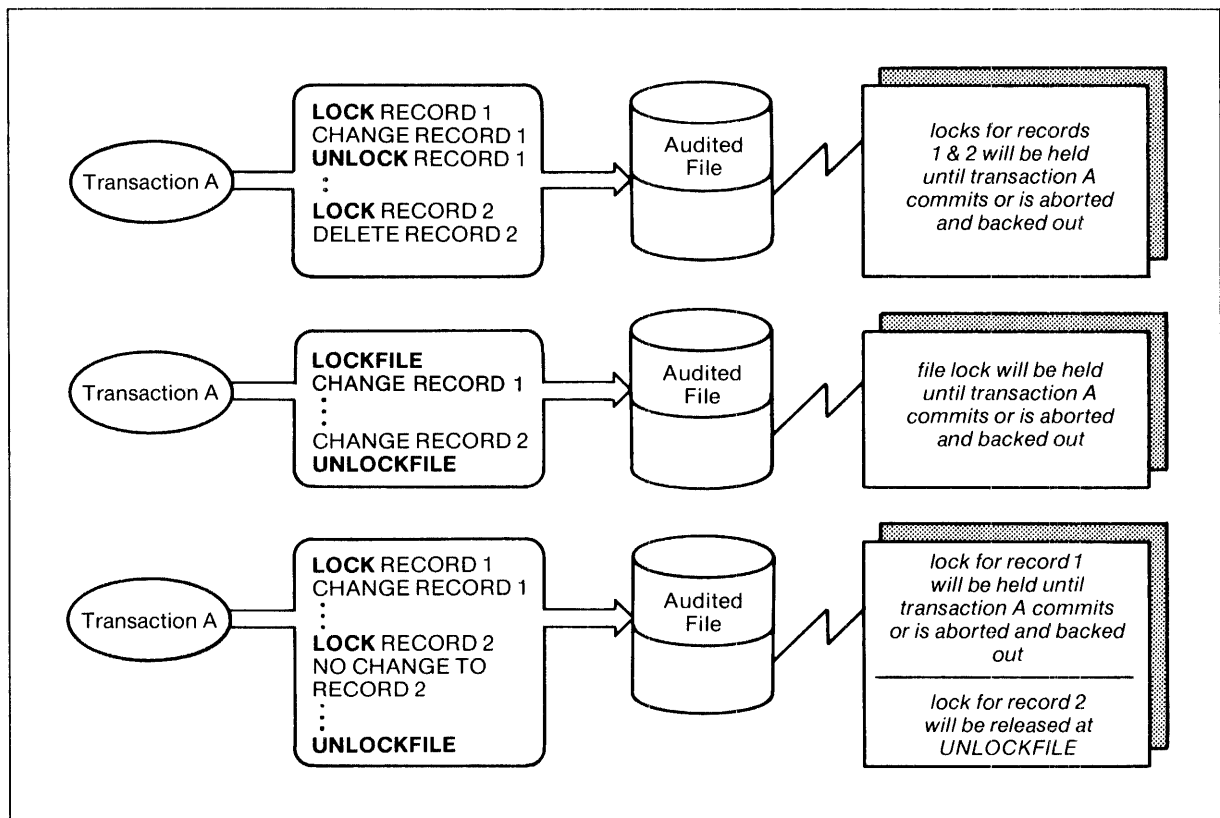 Transaction A
LOCK RECORD 1
CHANGE RECORD 1
UNLOCK RECORD 1
:
LOCK RECORD 2
DELETE RECORD 2
Audited
File
locks for records
1 & 2 will be held
until transaction A
commits or is aborted
and backed out
Transaction A
LOCKFILE
CHANGE RECORD 1
:
CHANGE RECORD 2
UNLOCKFILE
Audited
File
file lock will be held
until transaction A
commits or is aborted
and backed out
Transaction A
LOCK RECORD 1
CHANGE RECORD 1
:
LOCK RECORD 2
NO CHANGE TO
RECORD 2
:
UNLOCKFILE
Audited
File
lock for record 1
will be held until
transaction A commits
or is aborted and backed
out
lock for record 2
will be released at
UNLOCKFILE